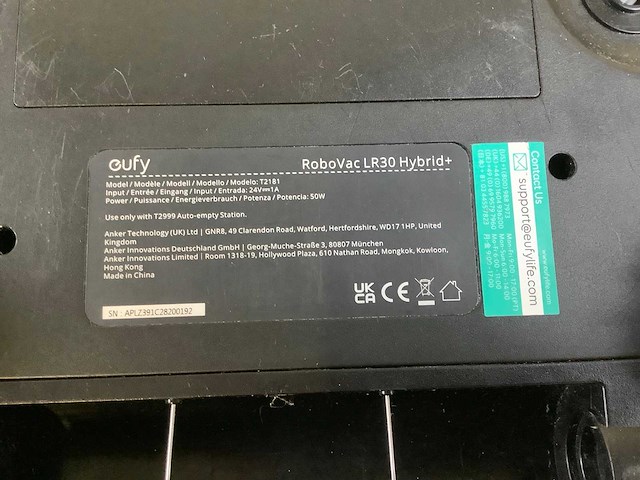 eufy
RoboVac LR30 Hybrid+
Model / Modèle / Modell / Modello / Modelo: T2181
Input / Entrée / Eingang / Input / Entrada: 24V⎓1A
Power / Puissance / Energieverbrauch / Potenza / Potencia: 50W
Use only with T2999 Auto-empty Station.
Anker Technology (UK) Ltd | GNR8, 49 Clarendon Road, Watford, Hertfordshire, WD17 1HP, United
Kingdom
Anker Innovations Deutschland GmbH | Georg-Muche-Straße 3, 80807 München
Anker Innovations Limited | Room 1318-19, Hollywood Plaza, 610 Nathan Road, Mongkok, Kowloon,
Hong Kong
Made in China
UK
CA
CE
SN : APLZ391C28200192
Contact Us
support@eufylife.com